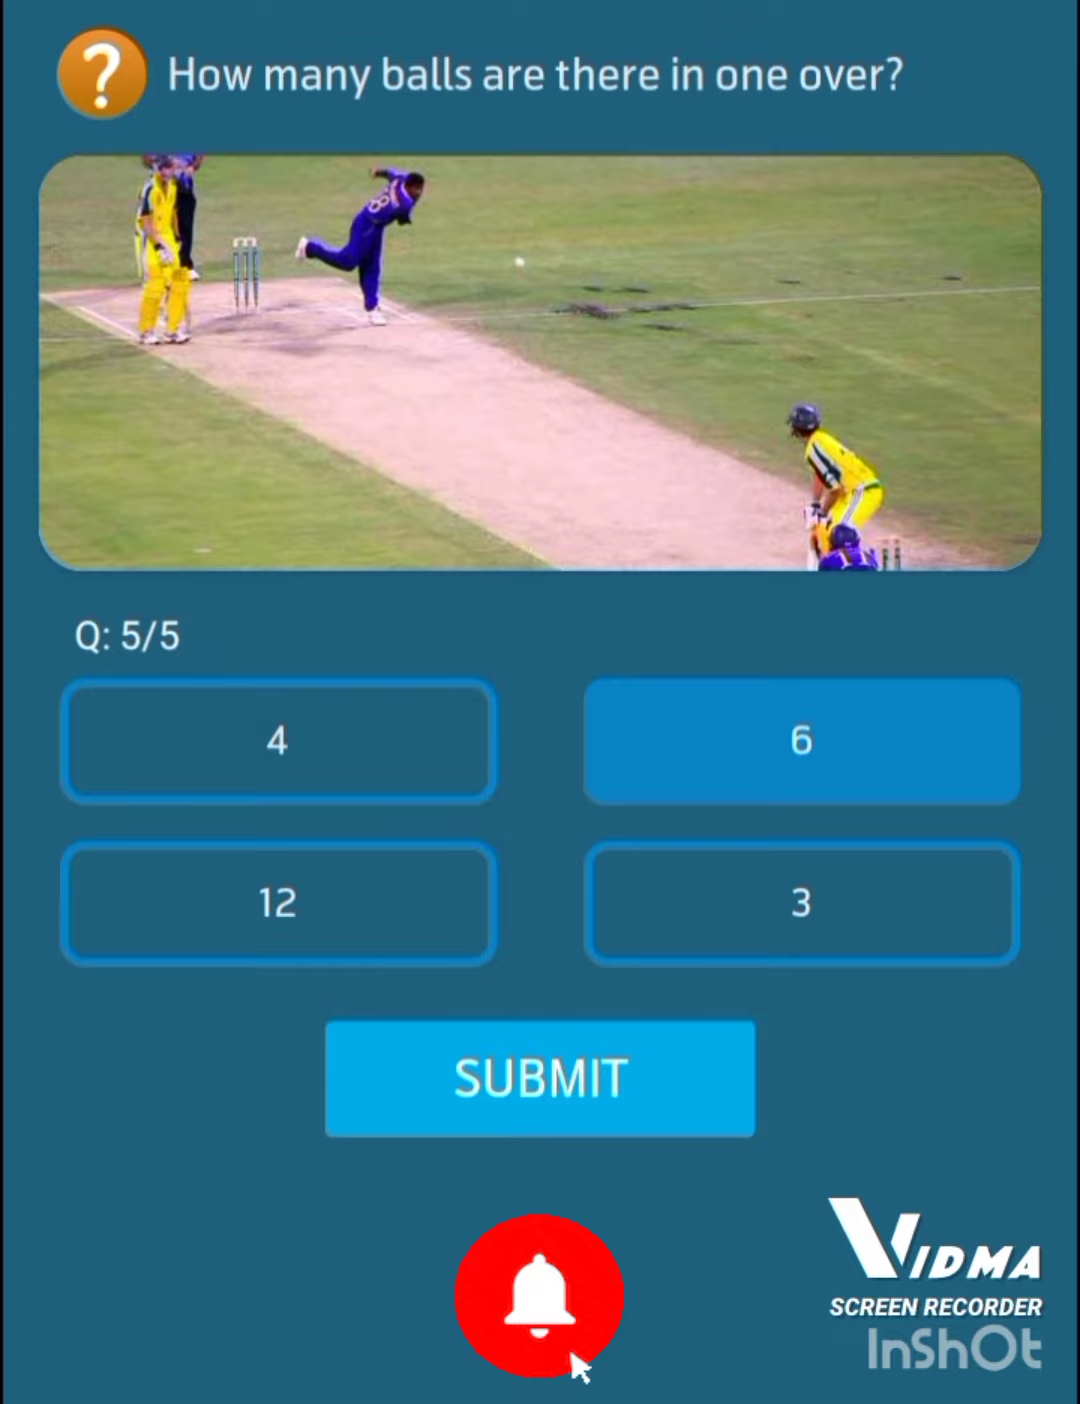 ?
How many balls are there in one over?
8
Q: 5/5
4
6
12
3
SUBMIT
VIDMA
SCREEN RECORDER
InShOt